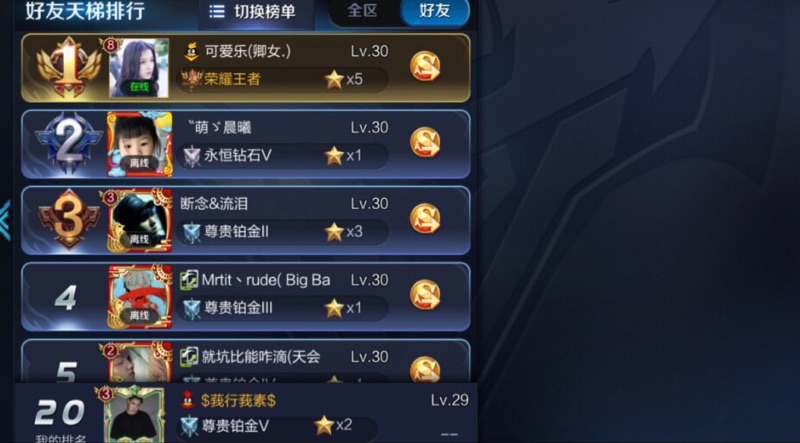 好友天梯排行 切换榜单 全区 好友
1 8 在线 可爱乐(卿女.) Lv.30
荣耀王者 x5
2 离线 〝萌ゞ晨曦 Lv.30
永恒钻石V x1
3 3 离线 断念&流泪 Lv.30
尊贵铂金II x3
4 离线 Mrtit丶rude( Big Ba Lv.30
尊贵铂金III x1
5 2 就坑比能咋滴(天会 Lv.30
20 3 $莪行莪素$ Lv.29
我的排名 尊贵铂金V x2 __